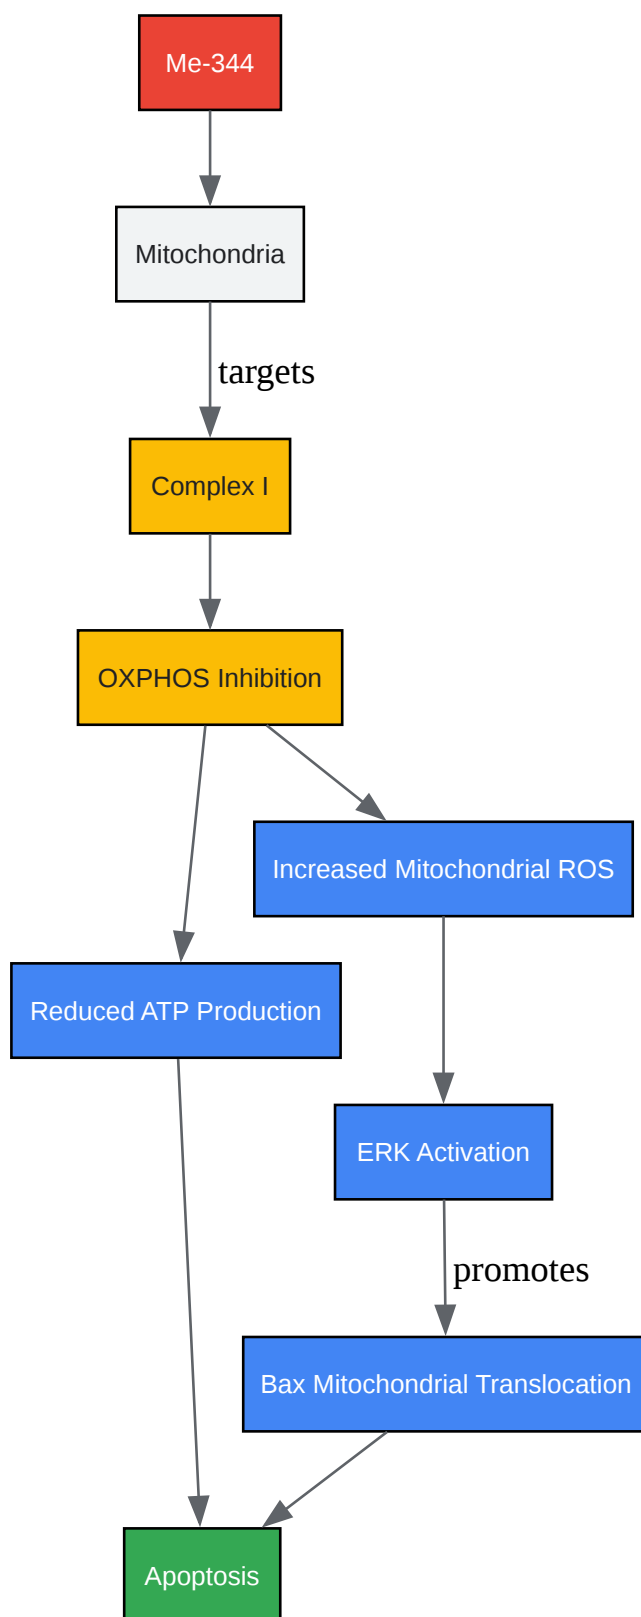 Me-344
Mitochondria
targets
Complex I
OXPHOS Inhibition
Increased Mitochondrial ROS
Reduced ATP Production
ERK Activation
promotes
Bax Mitochondrial Translocation
Apoptosis